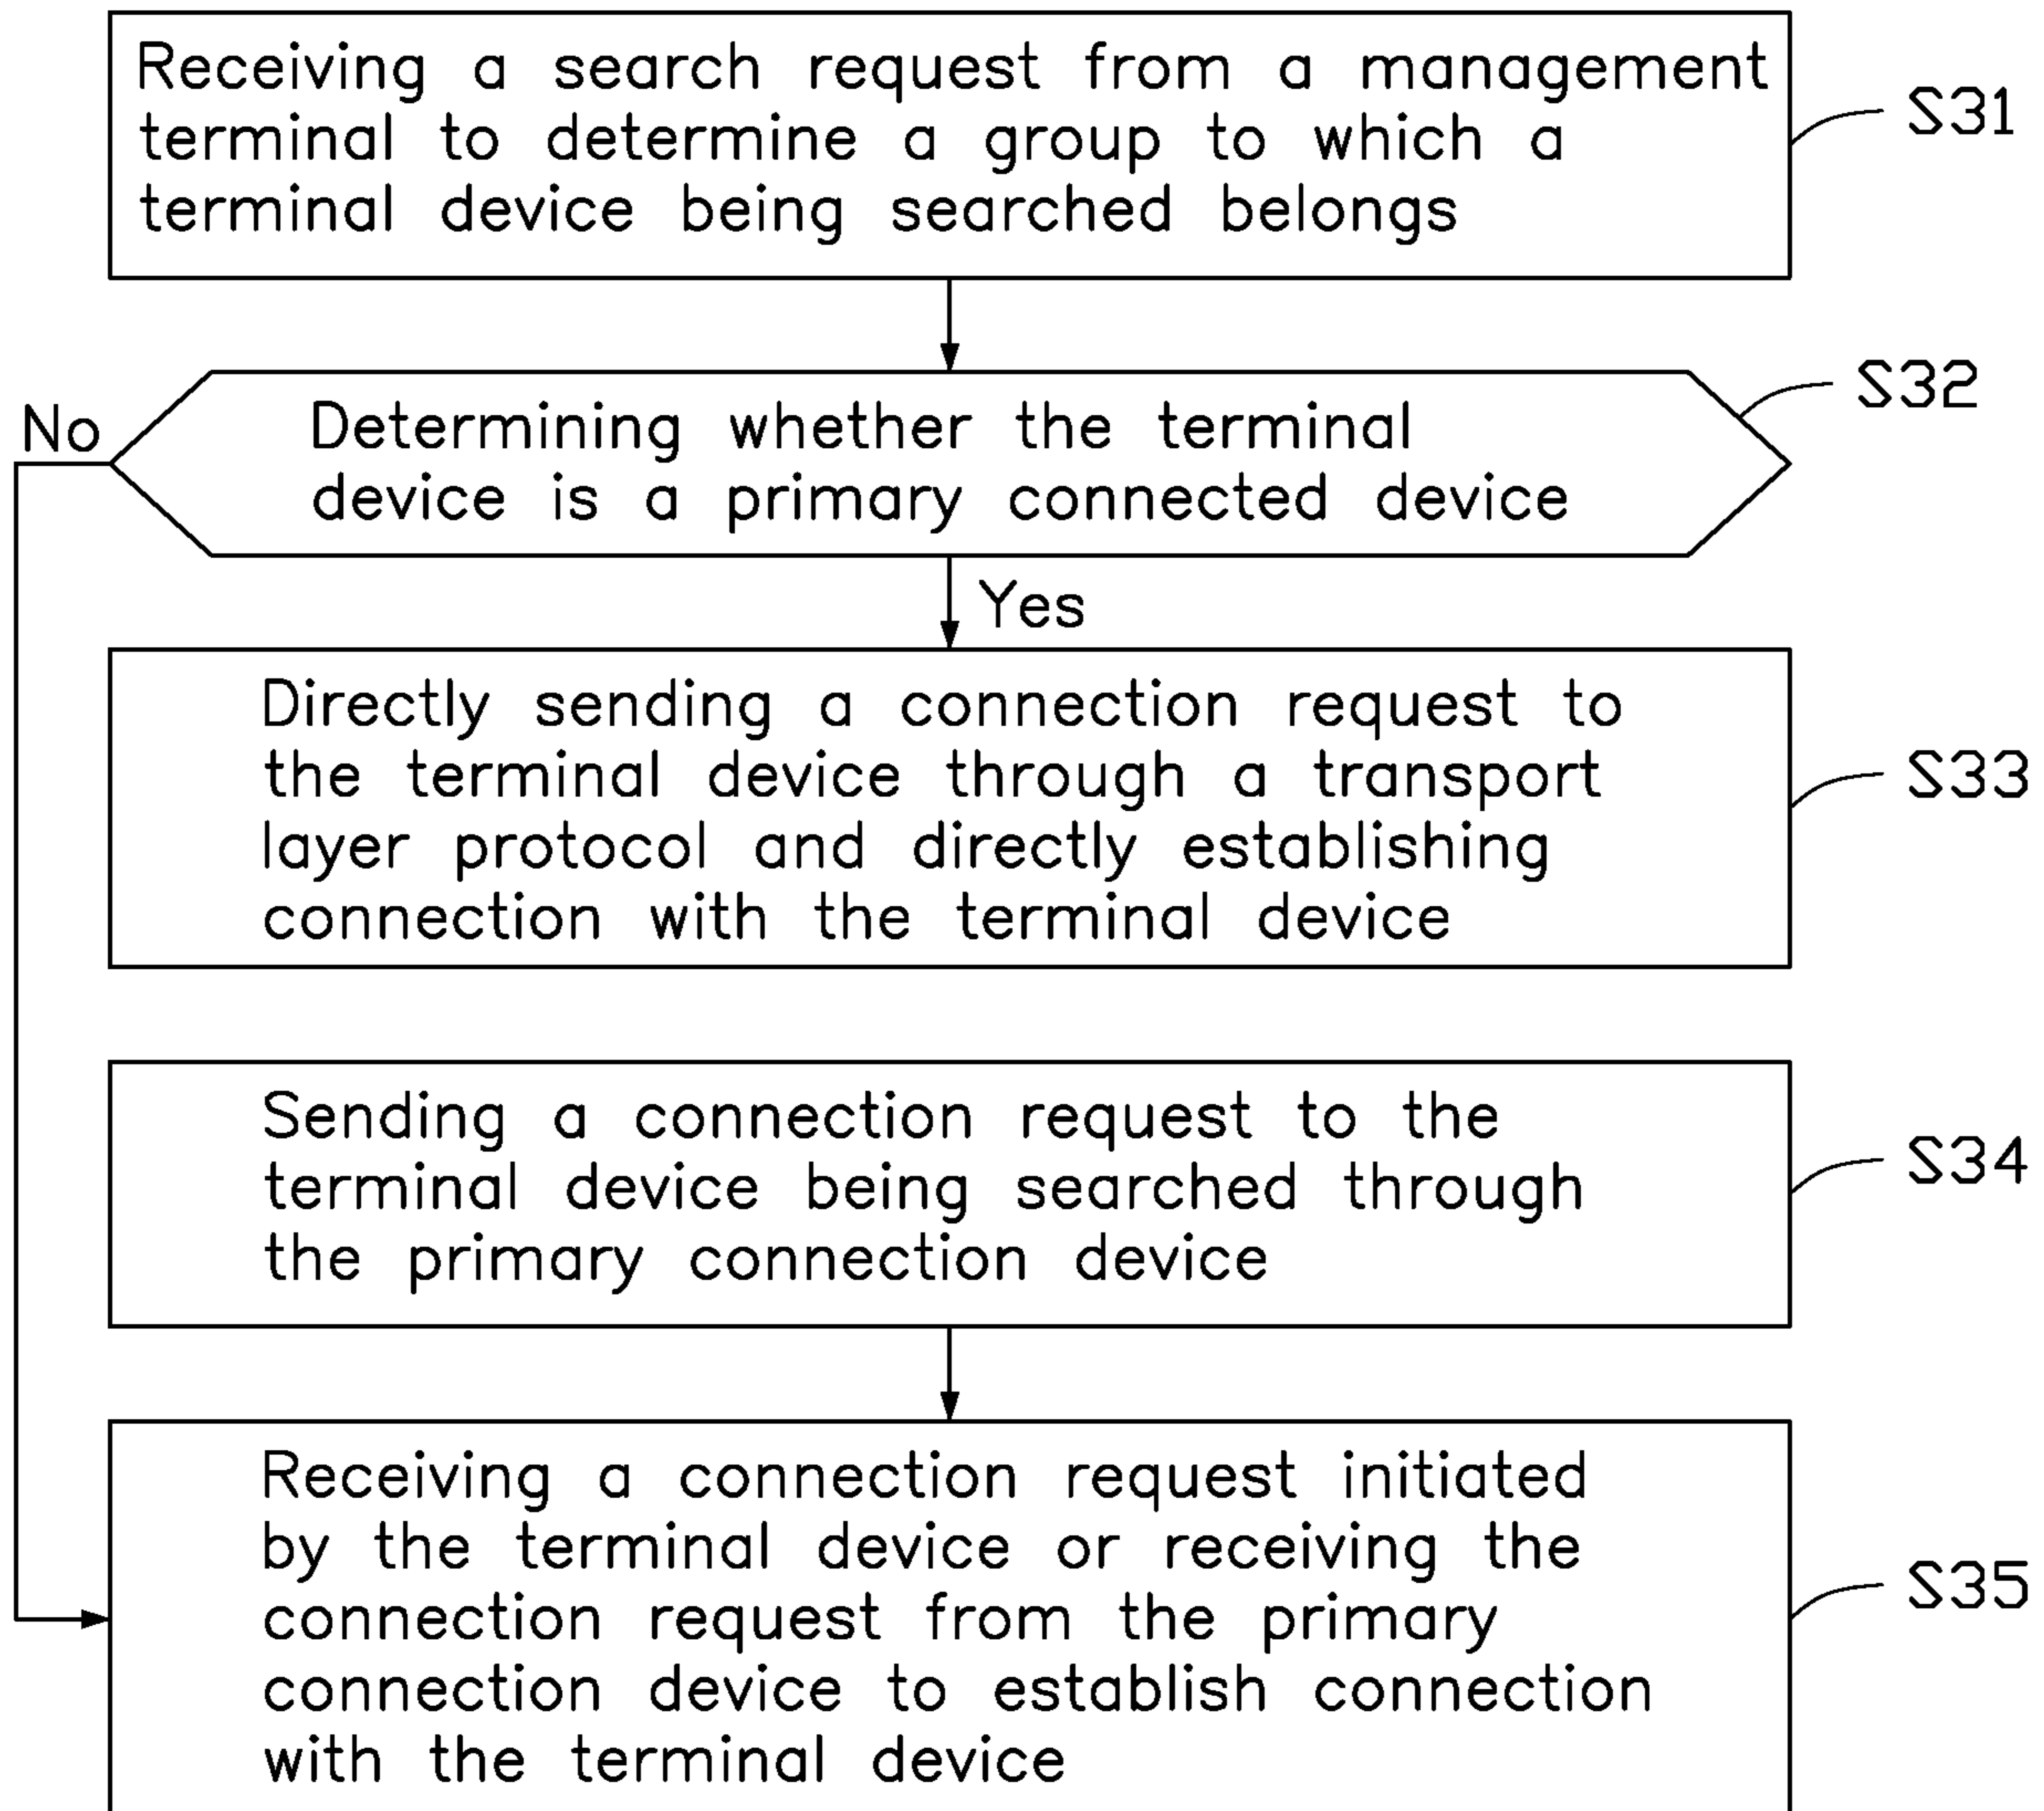 Receiving a search request from a management
terminal to determine a group to which a
terminal device being searched belongs
S31
Determining whether the terminal
device is a primary connected device
S32
No
Yes
Directly sending a connection request to
the terminal device through a transport
layer protocol and directly establishing
connection with the terminal device
S33
Sending a connection request to the
terminal device being searched through
the primary connection device
S34
Receiving a connection request initiated
by the terminal device or receiving the
connection request from the primary
connection device to establish connection
with the terminal device
S35